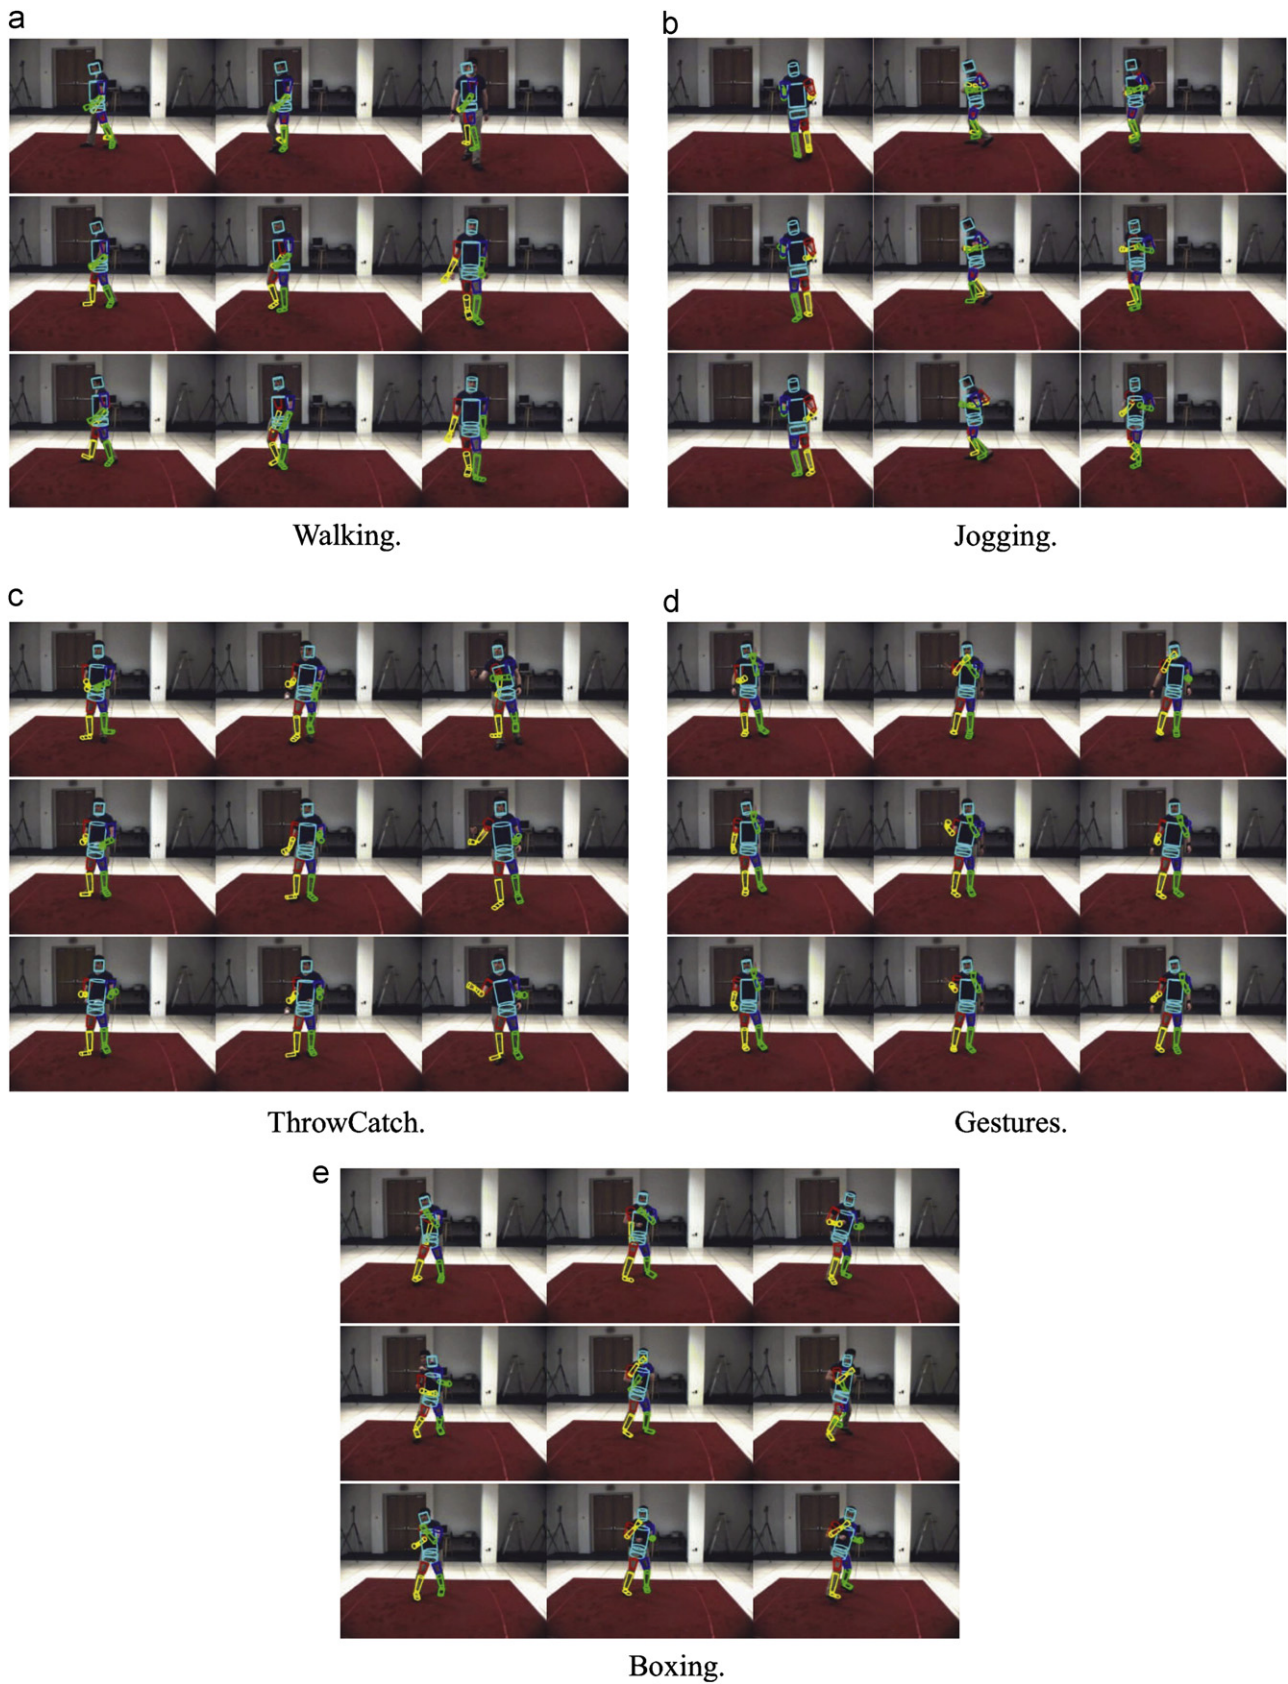 a
b
Walking.
Jogging.
c
d
ThrowCatch.
Gestures.
e
Boxing.